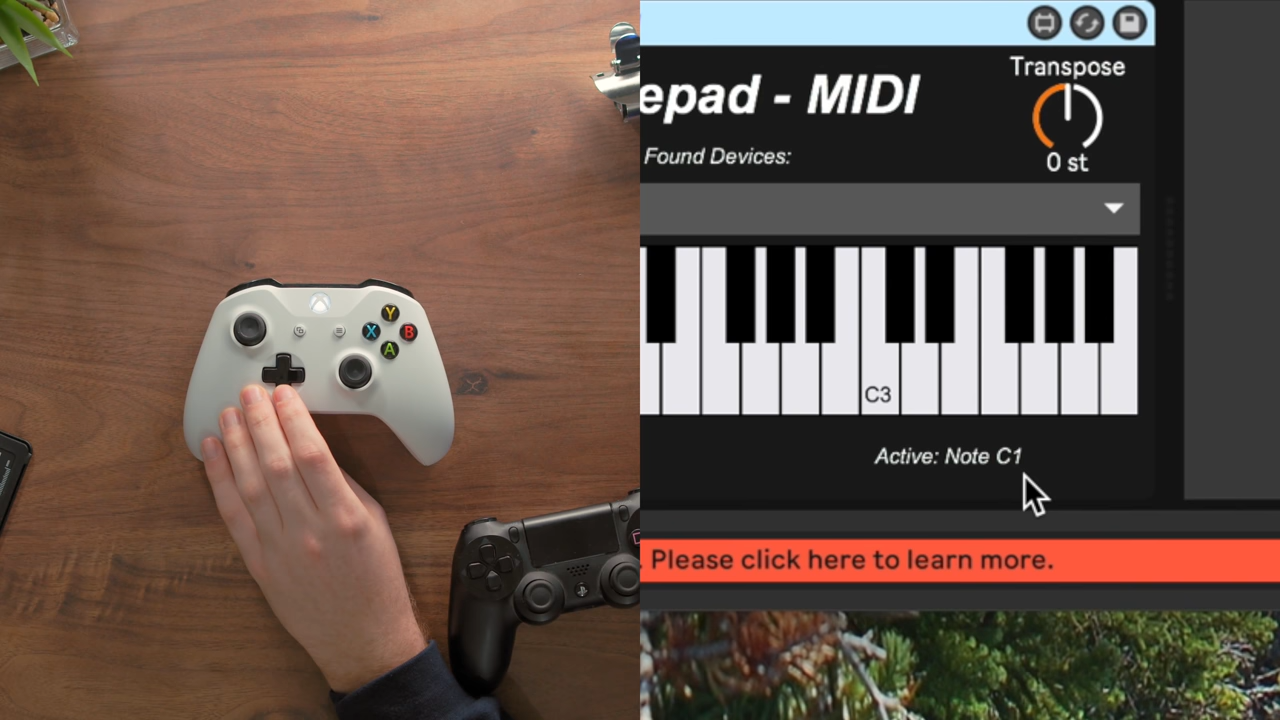 Y
X
B
A
epad - MIDI
Transpose
0 st
Found Devices:
C3
Active: Note C1
Please click here to learn more.